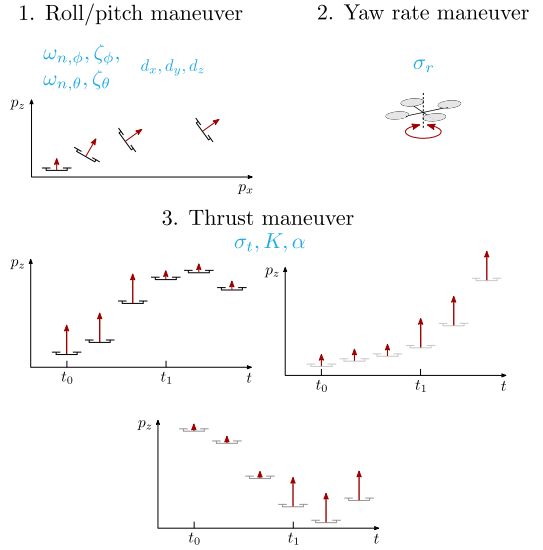 1. Roll/pitch maneuver
2. Yaw rate maneuver
ω_{n,ϕ}, ζ_ϕ,
ω_{n,θ}, ζ_θ
d_x, d_y, d_z
σ_r
p_z
p_x
3. Thrust maneuver
σ_t, K, α
p_z
t_0
t_1
t
p_z
t_0
t_1
t
p_z
t_0
t_1
t